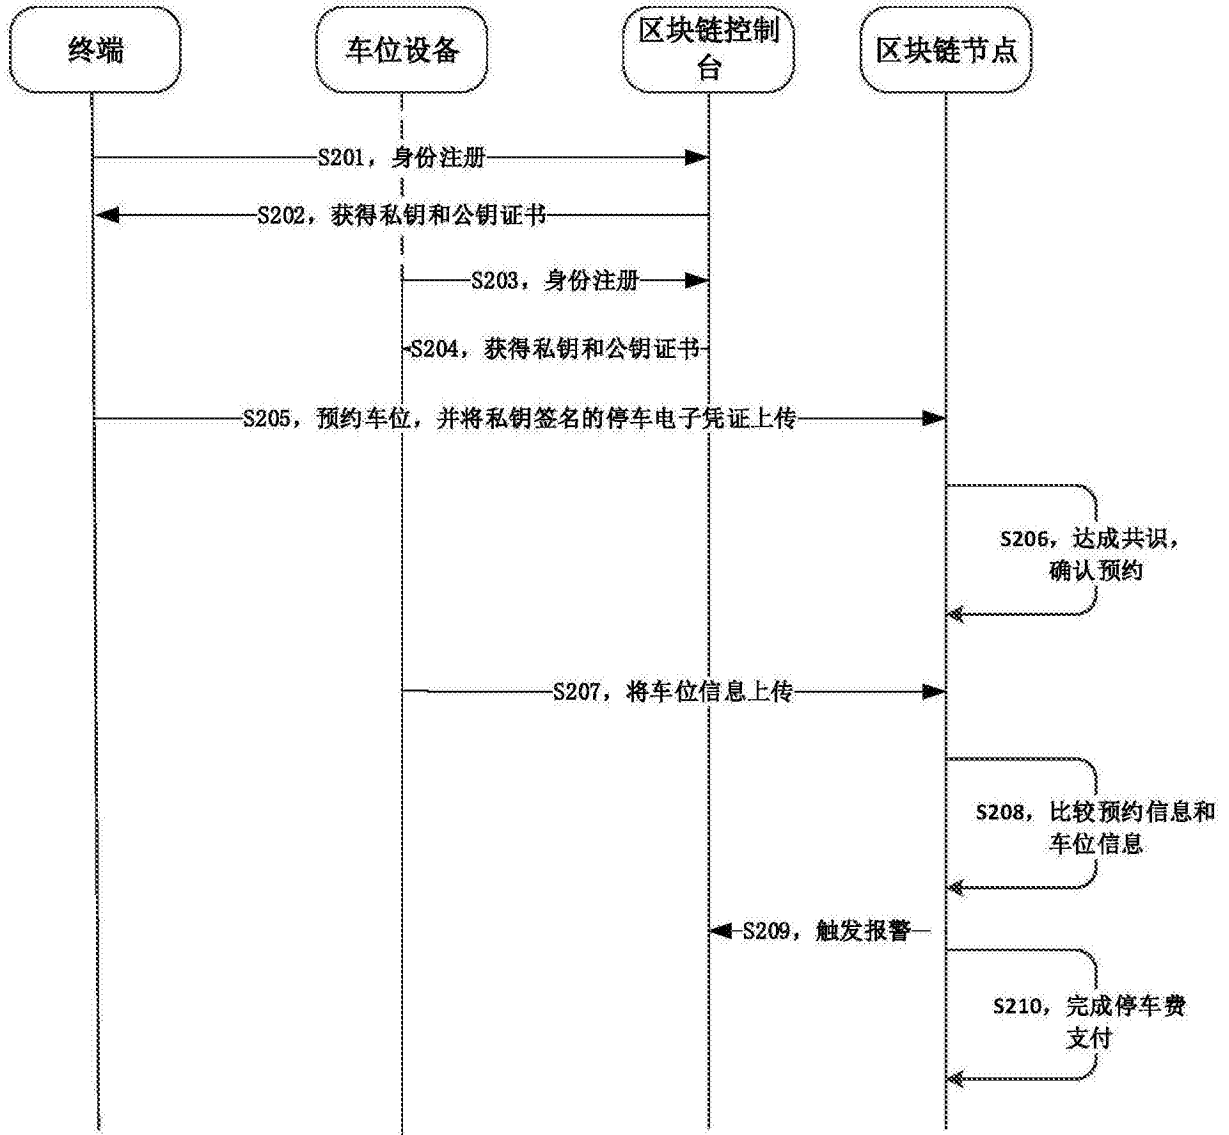 终端
车位设备
区块链控制
台
区块链节点
S201，身份注册
S202，获得私钥和公钥证书
S203，身份注册
S204，获得私钥和公钥证书
S205，预约车位，并将私钥签名的停车电子凭证上传
S206，达成共识，
确认预约
S207，将车位信息上传
S208，比较预约信息和
车位信息
S209，触发报警
S210，完成停车费
支付